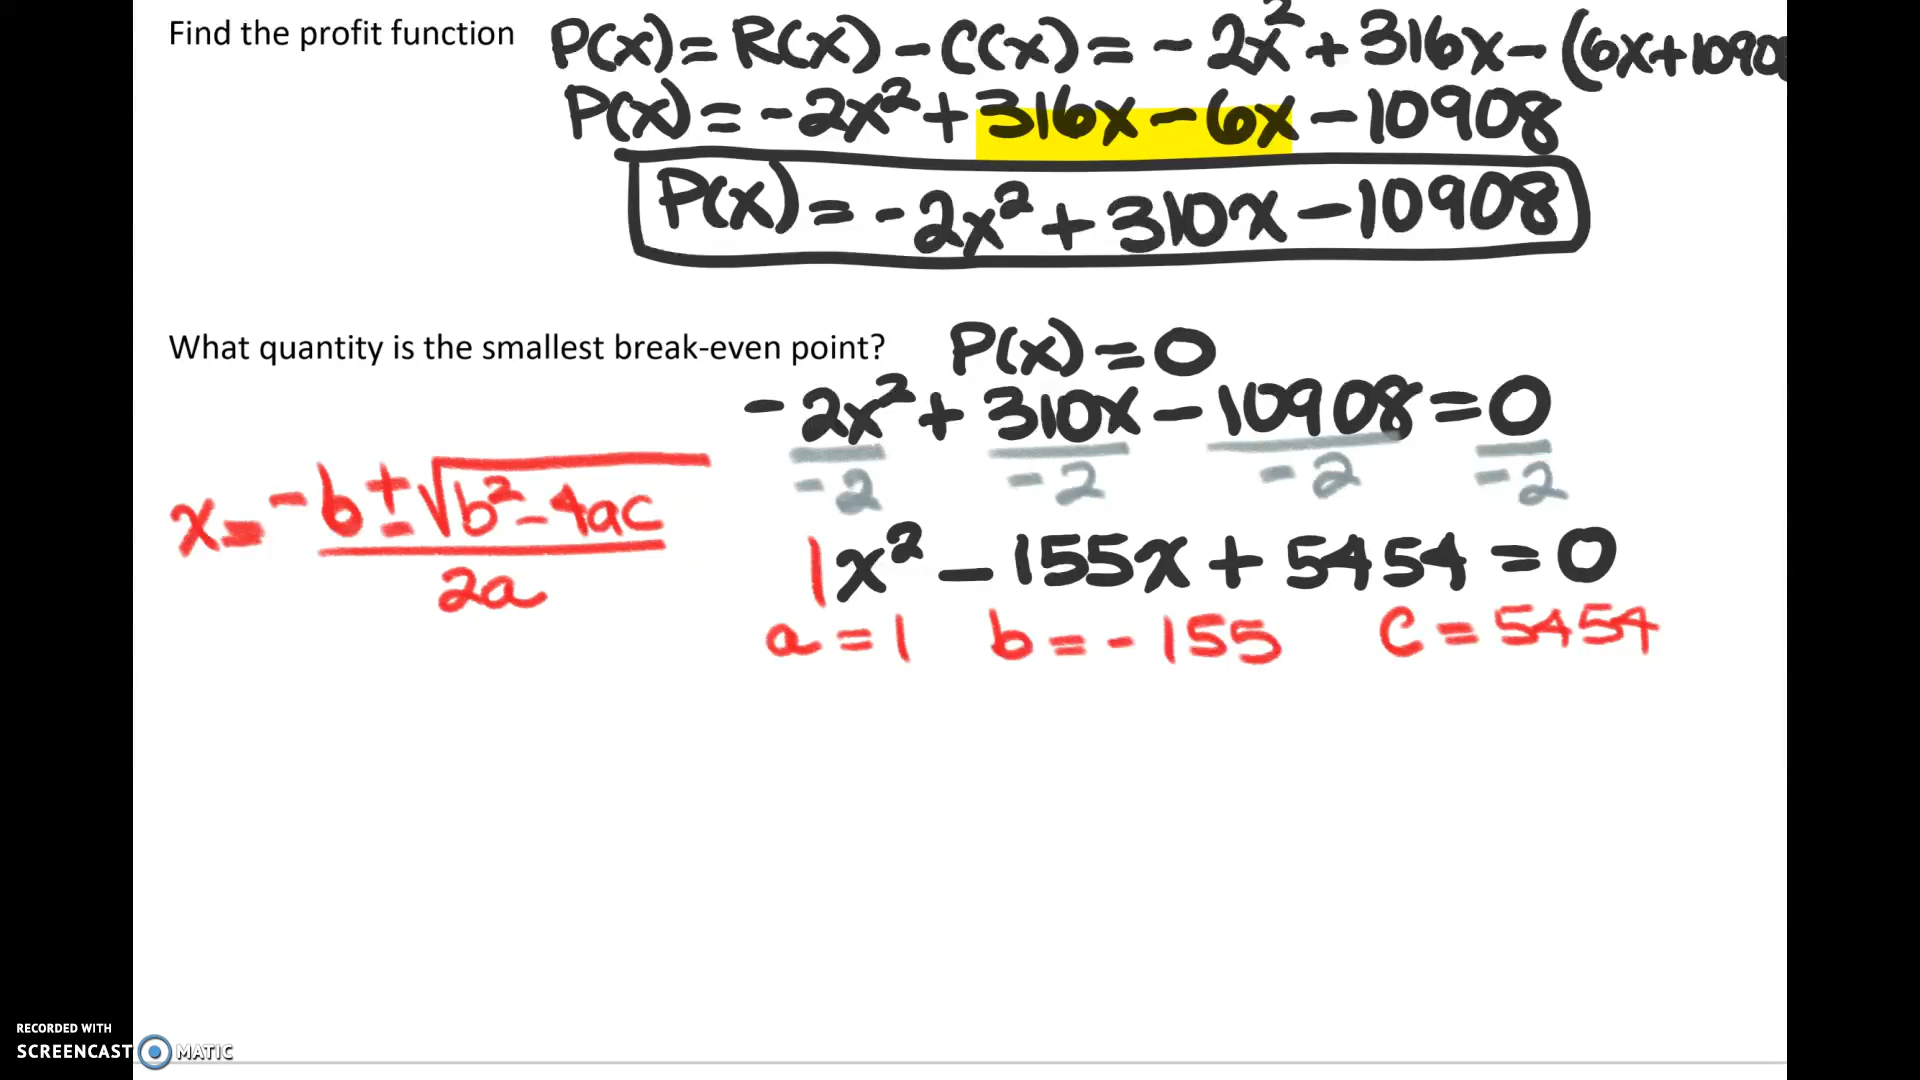 Find the profit function P(x) = R(x) - C(x) = -2x² + 316x - (6x + 1090
P(x) = -2x² + 316x - 6x - 10908
P(x) = -2x² + 310x - 10908
What quantity is the smallest break-even point? P(x) = 0
-2x² + 310x - 10908 = 0
-2 -2 -2 -2
x = -b ± √b² - 4ac
2a
1x² - 155x + 5454 = 0
a = 1 b = -155 c = 5454
RECORDED WITH
SCREENCAST MATIC